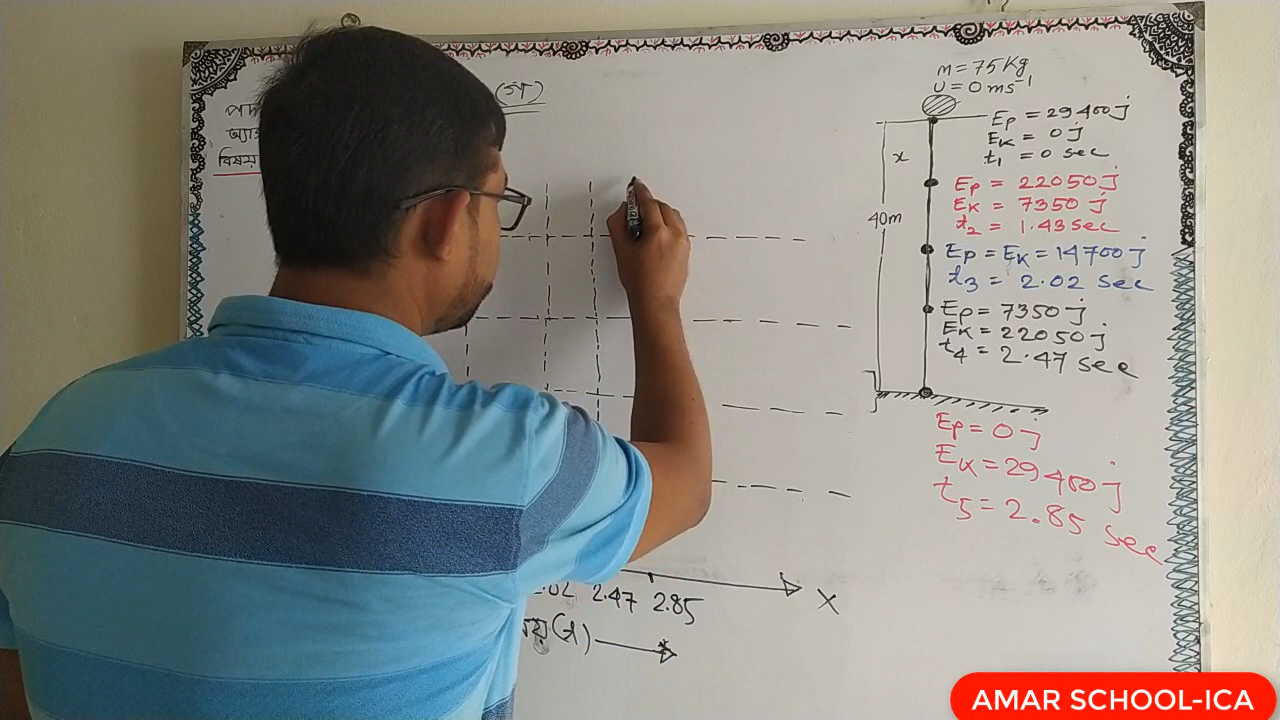 (গ)
বিষয়
m = 75 Kg
U = 0 ms⁻¹
Ep = 29400 j
Ek = 0 j
t₁ = 0 sec
x
Ep = 22050 j
Ek = 7350 j
t₂ = 1.43 sec
40m
Ep = Ek = 14700 j
t₃ = 2.02 sec
Ep = 7350 j
Ek = 22050 j
t₄ = 2.47 sec
Ep = 0 j
Ek = 29400 j
t₅ = 2.85 sec
2.47 2.85 X
AMAR SCHOOL-ICA